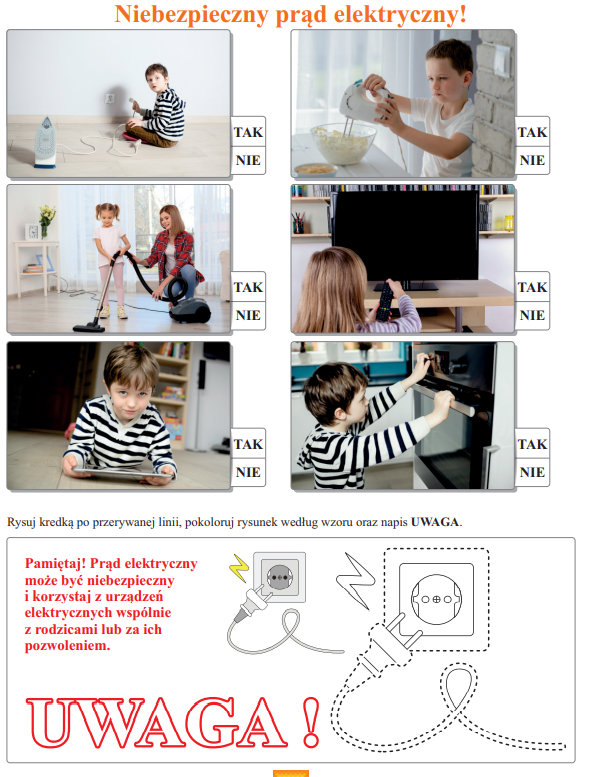 Niebezpieczny prąd elektryczny!
TAK
NIE
TAK
NIE
TAK
NIE
TAK
NIE
TAK
NIE
TAK
NIE
Rysuj kredką po przerywanej linii, pokoloruj rysunek według wzoru oraz napis UWAGA.
Pamiętaj! Prąd elektryczny
może być niebezpieczny
i korzystaj z urządzeń
elektrycznych wspólnie
z rodzicami lub za ich
pozwoleniem.
UWAGA !